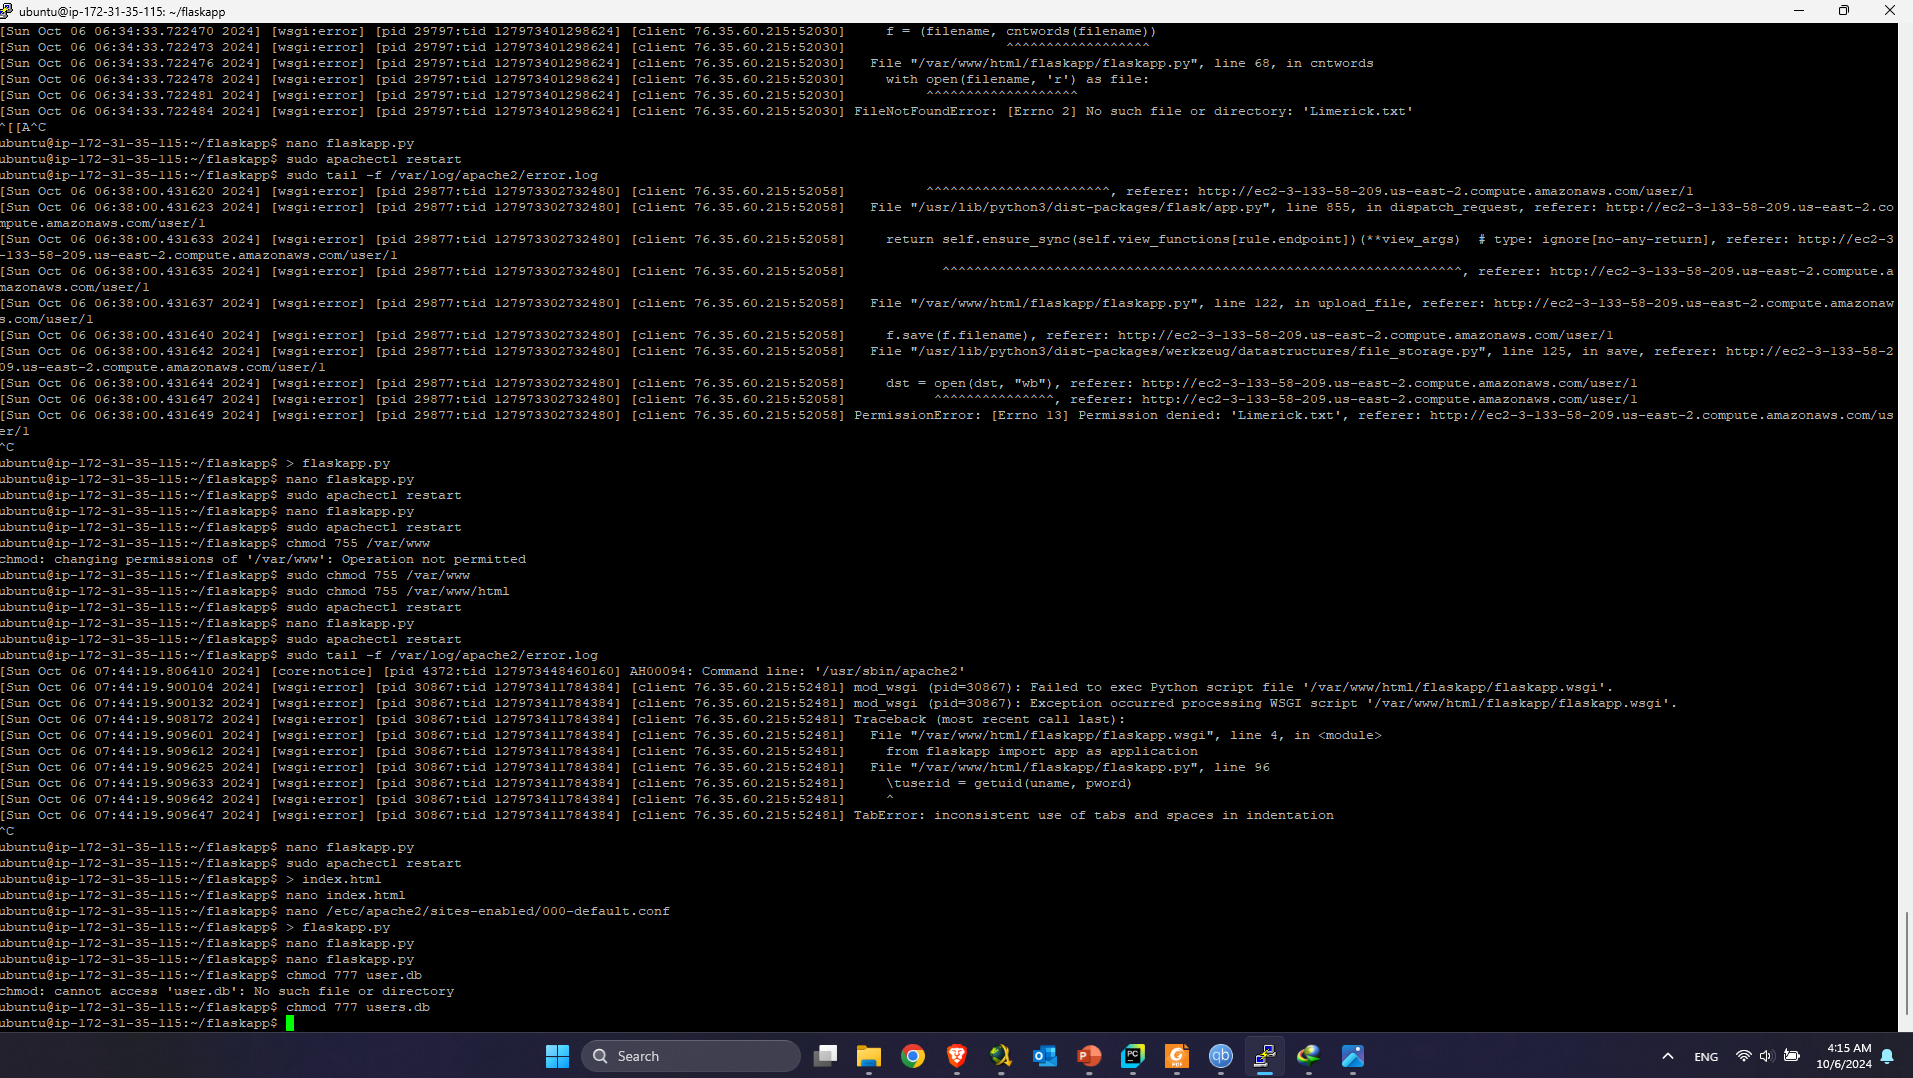 ubuntu@ip-172-31-35-115: ~/flaskapp
[Sun Oct 06 06:34:33.722470 2024] [wsgi:error] [pid 29797:tid 127973401298624] [client 76.35.60.215:52030]     f = (filename, cntwords(filename))
[Sun Oct 06 06:34:33.722473 2024] [wsgi:error] [pid 29797:tid 127973401298624] [client 76.35.60.215:52030]                    ^^^^^^^^^^^^^^^^^^
[Sun Oct 06 06:34:33.722476 2024] [wsgi:error] [pid 29797:tid 127973401298624] [client 76.35.60.215:52030]   File "/var/www/html/flaskapp/flaskapp.py", line 68, in cntwords
[Sun Oct 06 06:34:33.722478 2024] [wsgi:error] [pid 29797:tid 127973401298624] [client 76.35.60.215:52030]     with open(filename, 'r') as file:
[Sun Oct 06 06:34:33.722481 2024] [wsgi:error] [pid 29797:tid 127973401298624] [client 76.35.60.215:52030]          ^^^^^^^^^^^^^^^^^^^
[Sun Oct 06 06:34:33.722484 2024] [wsgi:error] [pid 29797:tid 127973401298624] [client 76.35.60.215:52030] FileNotFoundError: [Errno 2] No such file or directory: 'Limerick.txt'
^[[A^C
ubuntu@ip-172-31-35-115:~/flaskapp$ nano flaskapp.py
ubuntu@ip-172-31-35-115:~/flaskapp$ sudo apachectl restart
ubuntu@ip-172-31-35-115:~/flaskapp$ sudo tail -f /var/log/apache2/error.log
[Sun Oct 06 06:38:00.431620 2024] [wsgi:error] [pid 29877:tid 127973302732480] [client 76.35.60.215:52058]          ^^^^^^^^^^^^^^^^^^^^^^^, referer: http://ec2-3-133-58-209.us-east-2.compute.amazonaws.com/user/1
[Sun Oct 06 06:38:00.431623 2024] [wsgi:error] [pid 29877:tid 127973302732480] [client 76.35.60.215:52058]   File "/usr/lib/python3/dist-packages/flask/app.py", line 855, in dispatch_request, referer: http://ec2-3-133-58-209.us-east-2.co
mpute.amazonaws.com/user/1
[Sun Oct 06 06:38:00.431633 2024] [wsgi:error] [pid 29877:tid 127973302732480] [client 76.35.60.215:52058]     return self.ensure_sync(self.view_functions[rule.endpoint])(**view_args)  # type: ignore[no-any-return], referer: http://ec2-3
-133-58-209.us-east-2.compute.amazonaws.com/user/1
[Sun Oct 06 06:38:00.431635 2024] [wsgi:error] [pid 29877:tid 127973302732480] [client 76.35.60.215:52058]            ^^^^^^^^^^^^^^^^^^^^^^^^^^^^^^^^^^^^^^^^^^^^^^^^^^^^^^^^^^^^^^^^^, referer: http://ec2-3-133-58-209.us-east-2.compute.a
mazonaws.com/user/1
[Sun Oct 06 06:38:00.431637 2024] [wsgi:error] [pid 29877:tid 127973302732480] [client 76.35.60.215:52058]   File "/var/www/html/flaskapp/flaskapp.py", line 122, in upload_file, referer: http://ec2-3-133-58-209.us-east-2.compute.amazonaw
s.com/user/1
[Sun Oct 06 06:38:00.431640 2024] [wsgi:error] [pid 29877:tid 127973302732480] [client 76.35.60.215:52058]     f.save(f.filename), referer: http://ec2-3-133-58-209.us-east-2.compute.amazonaws.com/user/1
[Sun Oct 06 06:38:00.431642 2024] [wsgi:error] [pid 29877:tid 127973302732480] [client 76.35.60.215:52058]   File "/usr/lib/python3/dist-packages/werkzeug/datastructures/file_storage.py", line 125, in save, referer: http://ec2-3-133-58-2
09.us-east-2.compute.amazonaws.com/user/1
[Sun Oct 06 06:38:00.431644 2024] [wsgi:error] [pid 29877:tid 127973302732480] [client 76.35.60.215:52058]     dst = open(dst, "wb"), referer: http://ec2-3-133-58-209.us-east-2.compute.amazonaws.com/user/1
[Sun Oct 06 06:38:00.431647 2024] [wsgi:error] [pid 29877:tid 127973302732480] [client 76.35.60.215:52058]           ^^^^^^^^^^^^^^^, referer: http://ec2-3-133-58-209.us-east-2.compute.amazonaws.com/user/1
[Sun Oct 06 06:38:00.431649 2024] [wsgi:error] [pid 29877:tid 127973302732480] [client 76.35.60.215:52058] PermissionError: [Errno 13] Permission denied: 'Limerick.txt', referer: http://ec2-3-133-58-209.us-east-2.compute.amazonaws.com/us
er/1
^C
ubuntu@ip-172-31-35-115:~/flaskapp$ > flaskapp.py
ubuntu@ip-172-31-35-115:~/flaskapp$ nano flaskapp.py
ubuntu@ip-172-31-35-115:~/flaskapp$ sudo apachectl restart
ubuntu@ip-172-31-35-115:~/flaskapp$ nano flaskapp.py
ubuntu@ip-172-31-35-115:~/flaskapp$ sudo apachectl restart
ubuntu@ip-172-31-35-115:~/flaskapp$ chmod 755 /var/www
chmod: changing permissions of '/var/www': Operation not permitted
ubuntu@ip-172-31-35-115:~/flaskapp$ sudo chmod 755 /var/www
ubuntu@ip-172-31-35-115:~/flaskapp$ sudo chmod 755 /var/www/html
ubuntu@ip-172-31-35-115:~/flaskapp$ sudo apachectl restart
ubuntu@ip-172-31-35-115:~/flaskapp$ nano flaskapp.py
ubuntu@ip-172-31-35-115:~/flaskapp$ sudo apachectl restart
ubuntu@ip-172-31-35-115:~/flaskapp$ sudo tail -f /var/log/apache2/error.log
[Sun Oct 06 07:44:19.806410 2024] [core:notice] [pid 4372:tid 127973448460160] AH00094: Command line: '/usr/sbin/apache2'
[Sun Oct 06 07:44:19.900104 2024] [wsgi:error] [pid 30867:tid 127973411784384] [client 76.35.60.215:52481] mod_wsgi (pid=30867): Failed to exec Python script file '/var/www/html/flaskapp/flaskapp.wsgi'.
[Sun Oct 06 07:44:19.900132 2024] [wsgi:error] [pid 30867:tid 127973411784384] [client 76.35.60.215:52481] mod_wsgi (pid=30867): Exception occurred processing WSGI script '/var/www/html/flaskapp/flaskapp.wsgi'.
[Sun Oct 06 07:44:19.908172 2024] [wsgi:error] [pid 30867:tid 127973411784384] [client 76.35.60.215:52481] Traceback (most recent call last):
[Sun Oct 06 07:44:19.909601 2024] [wsgi:error] [pid 30867:tid 127973411784384] [client 76.35.60.215:52481]   File "/var/www/html/flaskapp/flaskapp.wsgi", line 4, in <module>
[Sun Oct 06 07:44:19.909612 2024] [wsgi:error] [pid 30867:tid 127973411784384] [client 76.35.60.215:52481]     from flaskapp import app as application
[Sun Oct 06 07:44:19.909625 2024] [wsgi:error] [pid 30867:tid 127973411784384] [client 76.35.60.215:52481]   File "/var/www/html/flaskapp/flaskapp.py", line 96
[Sun Oct 06 07:44:19.909633 2024] [wsgi:error] [pid 30867:tid 127973411784384] [client 76.35.60.215:52481]     \tuserid = getuid(uname, pword)
[Sun Oct 06 07:44:19.909642 2024] [wsgi:error] [pid 30867:tid 127973411784384] [client 76.35.60.215:52481]     ^
[Sun Oct 06 07:44:19.909647 2024] [wsgi:error] [pid 30867:tid 127973411784384] [client 76.35.60.215:52481] TabError: inconsistent use of tabs and spaces in indentation
^C
ubuntu@ip-172-31-35-115:~/flaskapp$ nano flaskapp.py
ubuntu@ip-172-31-35-115:~/flaskapp$ sudo apachectl restart
ubuntu@ip-172-31-35-115:~/flaskapp$ > index.html
ubuntu@ip-172-31-35-115:~/flaskapp$ nano index.html
ubuntu@ip-172-31-35-115:~/flaskapp$ nano /etc/apache2/sites-enabled/000-default.conf
ubuntu@ip-172-31-35-115:~/flaskapp$ > flaskapp.py
ubuntu@ip-172-31-35-115:~/flaskapp$ nano flaskapp.py
ubuntu@ip-172-31-35-115:~/flaskapp$ nano flaskapp.py
ubuntu@ip-172-31-35-115:~/flaskapp$ chmod 777 user.db
chmod: cannot access 'user.db': No such file or directory
ubuntu@ip-172-31-35-115:~/flaskapp$ chmod 777 users.db
ubuntu@ip-172-31-35-115:~/flaskapp$
Search
PC
P
PDF
qb
ENG
4:15 AM
10/6/2024